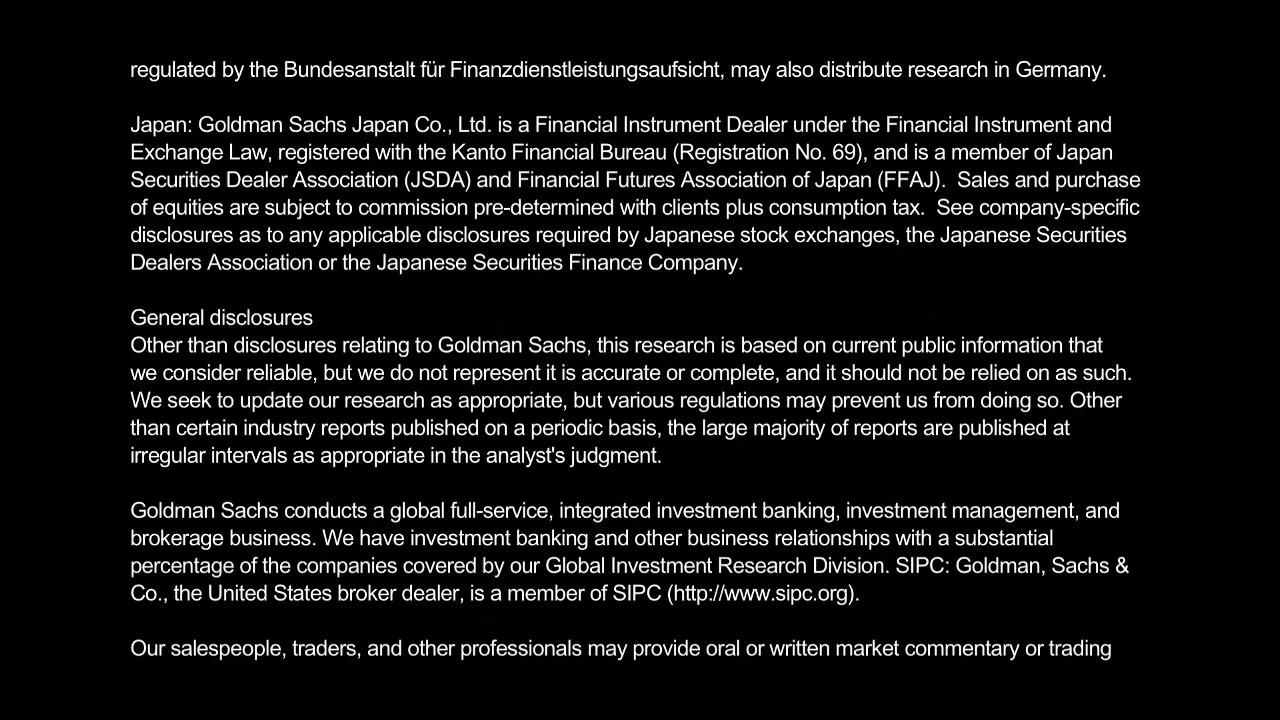 regulated by the Bundesanstalt für Finanzdienstleistungsaufsicht, may also distribute research in Germany.
Japan: Goldman Sachs Japan Co., Ltd. is a Financial Instrument Dealer under the Financial Instrument and
Exchange Law, registered with the Kanto Financial Bureau (Registration No. 69), and is a member of Japan
Securities Dealer Association (JSDA) and Financial Futures Association of Japan (FFAJ).  Sales and purchase
of equities are subject to commission pre-determined with clients plus consumption tax.  See company-specific
disclosures as to any applicable disclosures required by Japanese stock exchanges, the Japanese Securities
Dealers Association or the Japanese Securities Finance Company.
General disclosures
Other than disclosures relating to Goldman Sachs, this research is based on current public information that
we consider reliable, but we do not represent it is accurate or complete, and it should not be relied on as such.
We seek to update our research as appropriate, but various regulations may prevent us from doing so. Other
than certain industry reports published on a periodic basis, the large majority of reports are published at
irregular intervals as appropriate in the analyst's judgment.
Goldman Sachs conducts a global full-service, integrated investment banking, investment management, and
brokerage business. We have investment banking and other business relationships with a substantial
percentage of the companies covered by our Global Investment Research Division. SIPC: Goldman, Sachs &
Co., the United States broker dealer, is a member of SIPC (http://www.sipc.org).
Our salespeople, traders, and other professionals may provide oral or written market commentary or trading